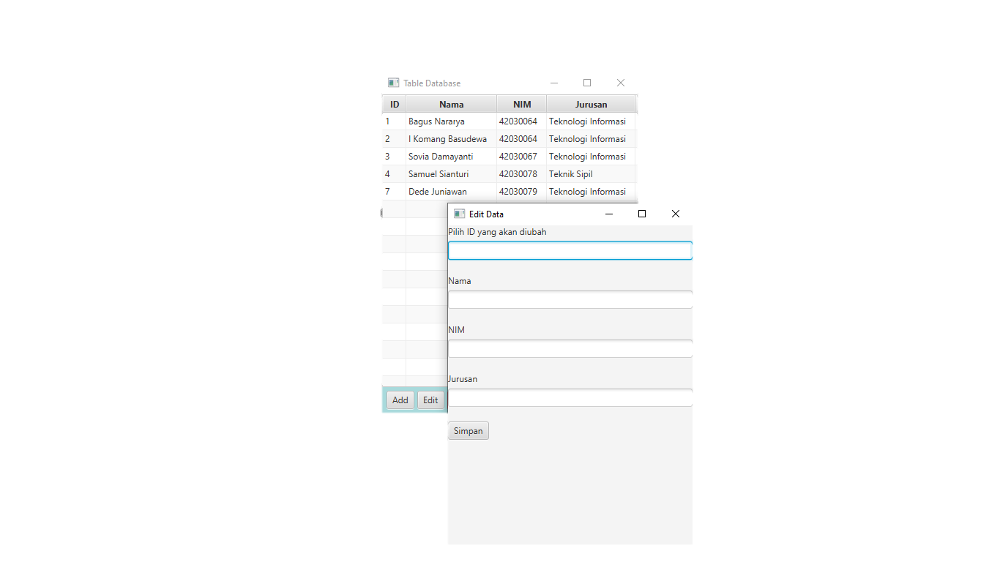 Table Database
ID Nama NIM Jurusan
1 Bagus Nararya 42030064 Teknologi Informasi
2 I Komang Basudewa 42030064 Teknologi Informasi
3 Sovia Damayanti 42030067 Teknologi Informasi
4 Samuel Sianturi 42030078 Teknik Sipil
7 Dede Juniawan 42030079 Teknologi Informasi
Edit Data
Pilih ID yang akan diubah
Nama
NIM
Jurusan
Add Edit
Simpan